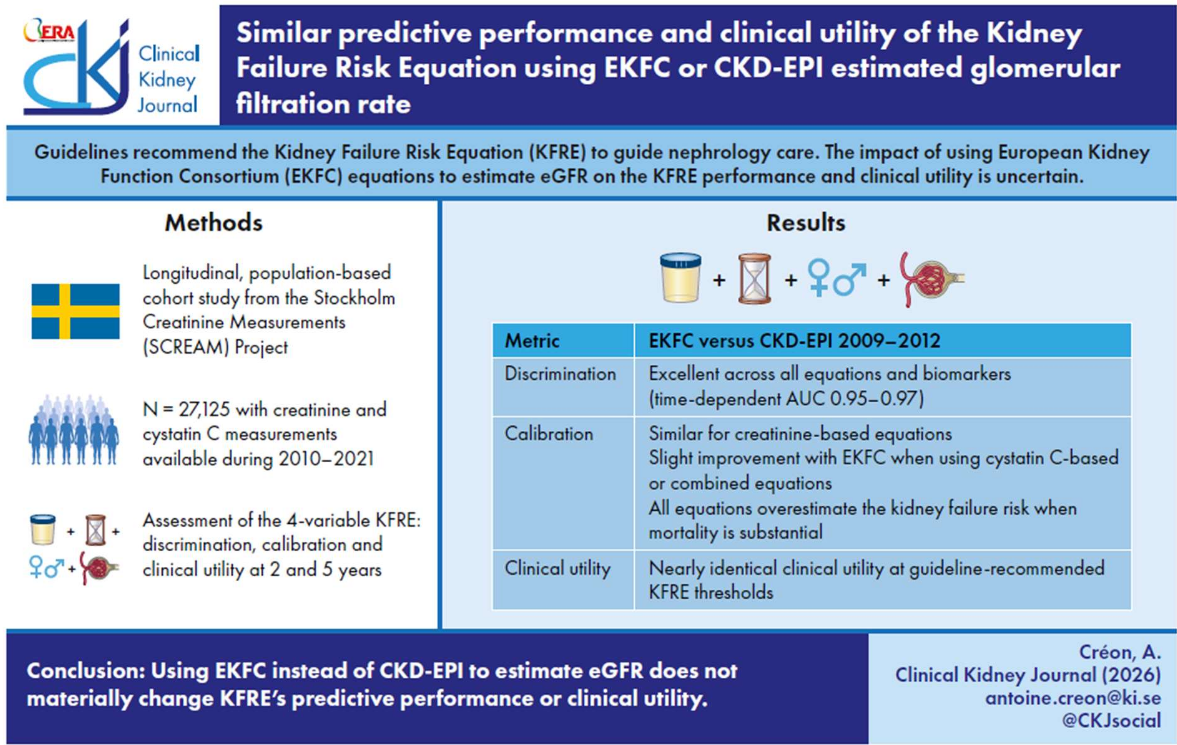 ERA
CKJ
Clinical
Kidney
Journal
Similar predictive performance and clinical utility of the Kidney
Failure Risk Equation using EKFC or CKD-EPI estimated glomerular
filtration rate
Guidelines recommend the Kidney Failure Risk Equation (KFRE) to guide nephrology care. The impact of using European Kidney
Function Consortium (EKFC) equations to estimate eGFR on the KFRE performance and clinical utility is uncertain.
Methods
Longitudinal, population-based
cohort study from the Stockholm
Creatinine Measurements
(SCREAM) Project
N = 27,125 with creatinine and
cystatin C measurements
available during 2010–2021
+ +
+
Assessment of the 4-variable KFRE:
discrimination, calibration and
clinical utility at 2 and 5 years
Results
+ + +
Metric EKFC versus CKD-EPI 2009–2012
Discrimination Excellent across all equations and biomarkers
(time-dependent AUC 0.95–0.97)
Calibration Similar for creatinine-based equations
Slight improvement with EKFC when using cystatin C-based
or combined equations
All equations overestimate the kidney failure risk when
mortality is substantial
Clinical utility Nearly identical clinical utility at guideline-recommended
KFRE thresholds
Conclusion: Using EKFC instead of CKD-EPI to estimate eGFR does not
materially change KFRE's predictive performance or clinical utility.
Créon, A.
Clinical Kidney Journal (2026)
antoine.creon@ki.se
@CKJsocial